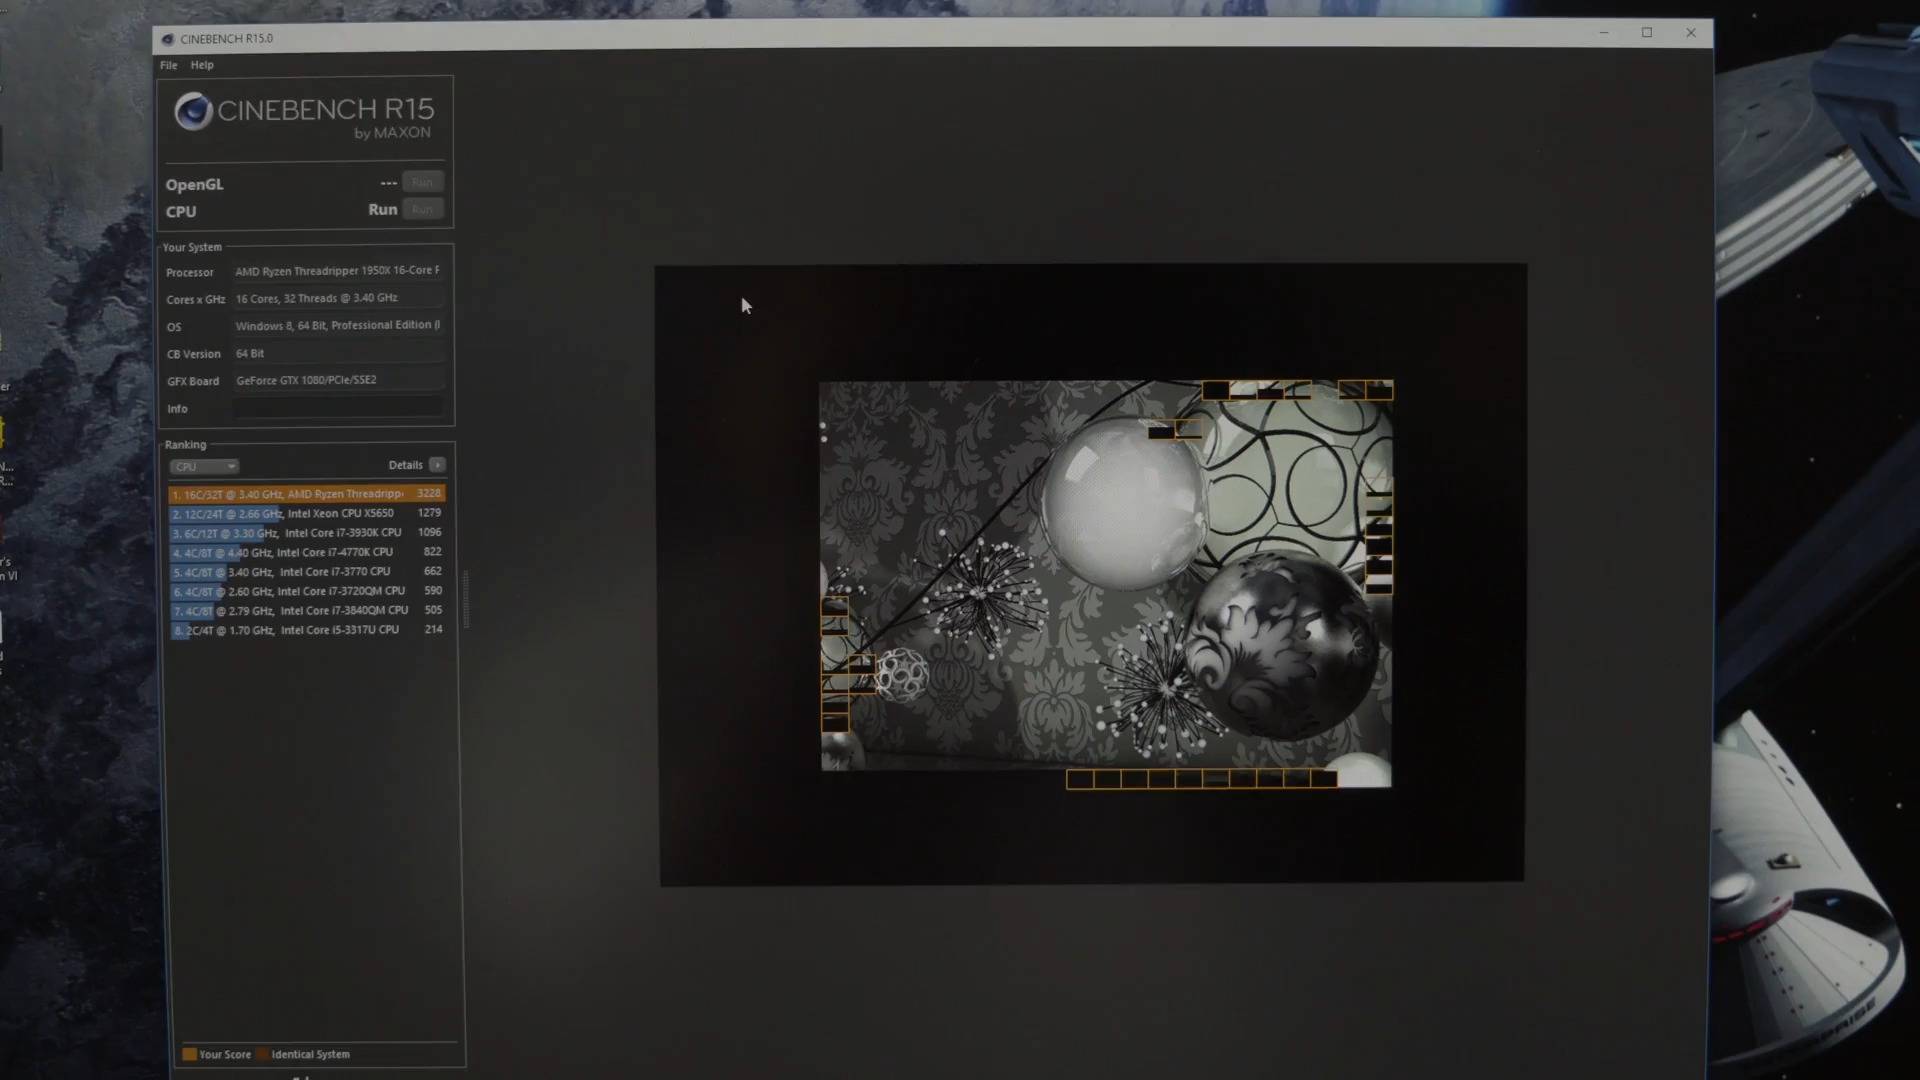 CINEBENCH R15.0
File Help
CINEBENCH R15
by MAXON
OpenGL --- Run
CPU Run Run
Your System
Processor AMD Ryzen Threadripper 1950X 16-Core P
Cores x GHz 16 Cores, 32 Threads @ 3.40 GHz
OS Windows 8, 64 Bit, Professional Edition (
CB Version 64 Bit
GFX Board GeForce GTX 1080/PCIe/SSE2
Info
Ranking
CPU Details
1. 16C/32T @ 3.40 GHz, AMD Ryzen Threadripp 3228
2. 12C/24T @ 2.66 GHz, Intel Xeon CPU X5650 1279
3. 6C/12T @ 3.30 GHz, Intel Core i7-3930K CPU 1096
4. 4C/8T @ 4.40 GHz, Intel Core i7-4770K CPU 822
5. 4C/8T @ 3.40 GHz, Intel Core i7-3770 CPU 662
6. 4C/8T @ 2.60 GHz, Intel Core i7-3720QM CPU 590
7. 4C/8T @ 2.79 GHz, Intel Core i7-3840QM CPU 505
8. 2C/4T @ 1.70 GHz, Intel Core i5-3317U CPU 214
Your Score Identical System
er
N...
R...
r's
n VI
d
s